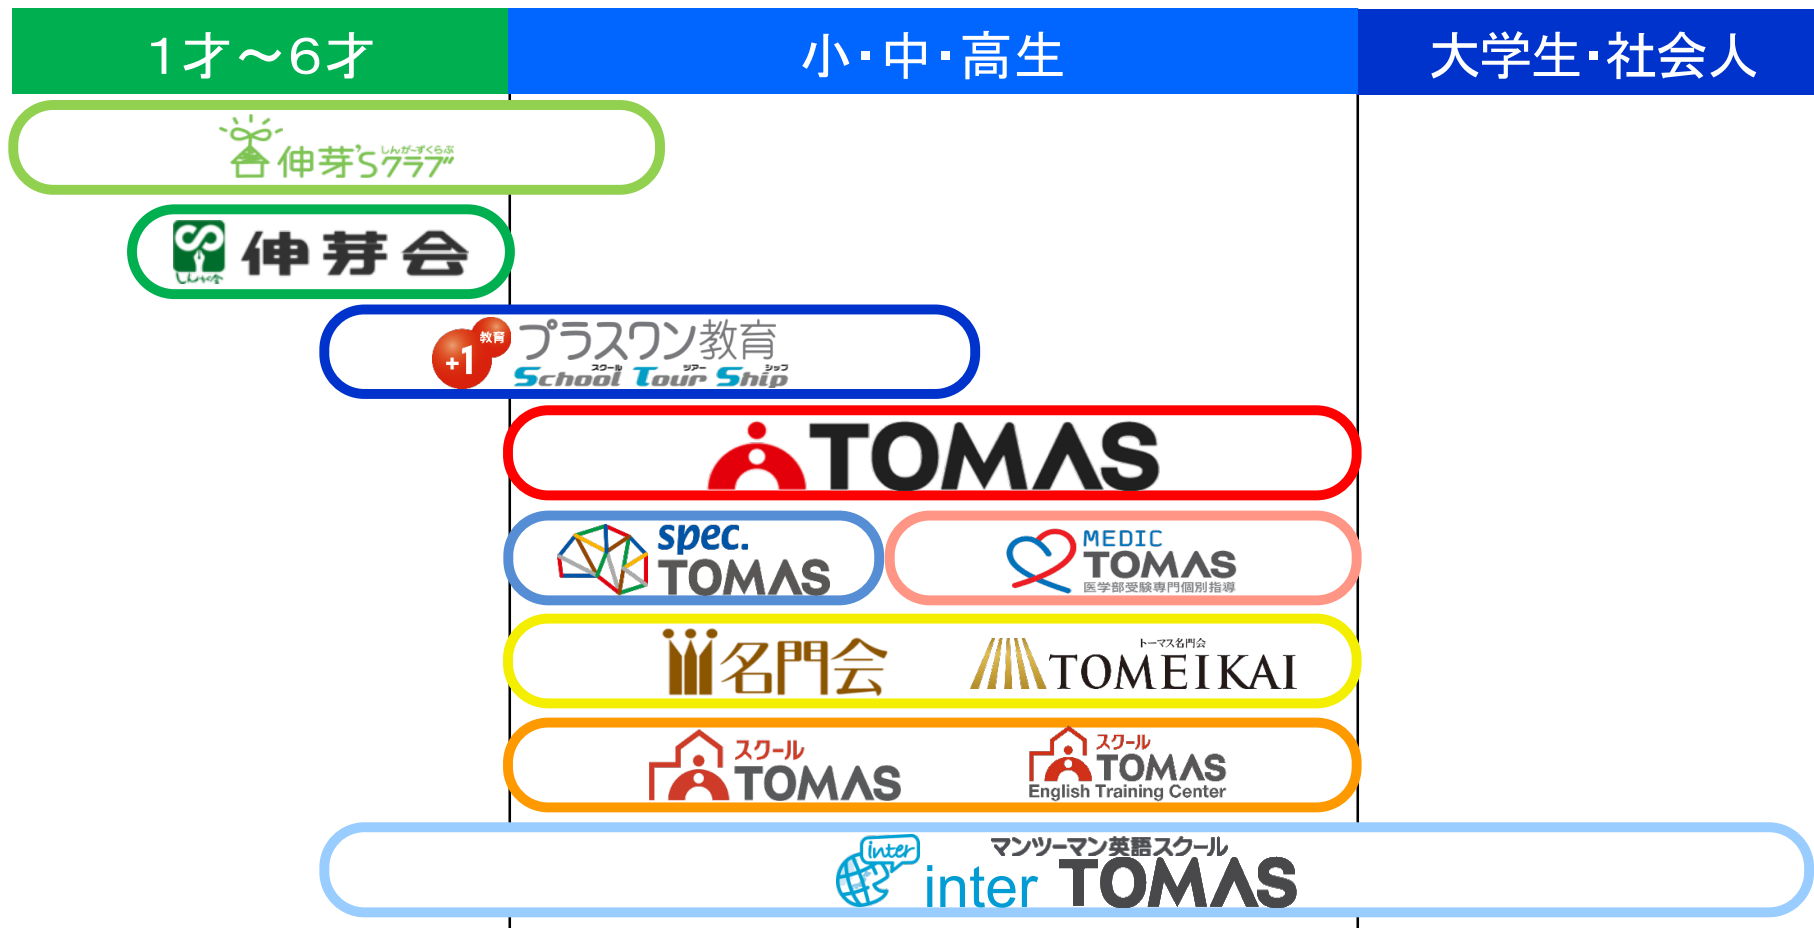 1才～6才
小・中・高生
大学生・社会人
しんが～ずくらぶ
伸芽'Sクラブ
しんが会
伸芽会
+1 教育
プラスワン教育
スクール ツアー シップ
School Tour Ship
TOMAS
spec.
TOMAS
MEDIC
TOMAS
医学部受験専門個別指導
名門会
トーマス名門会
TOMEIKAI
スクール
TOMAS
スクール
TOMAS
English Training Center
inter
マンツーマン英語スクール
inter TOMAS